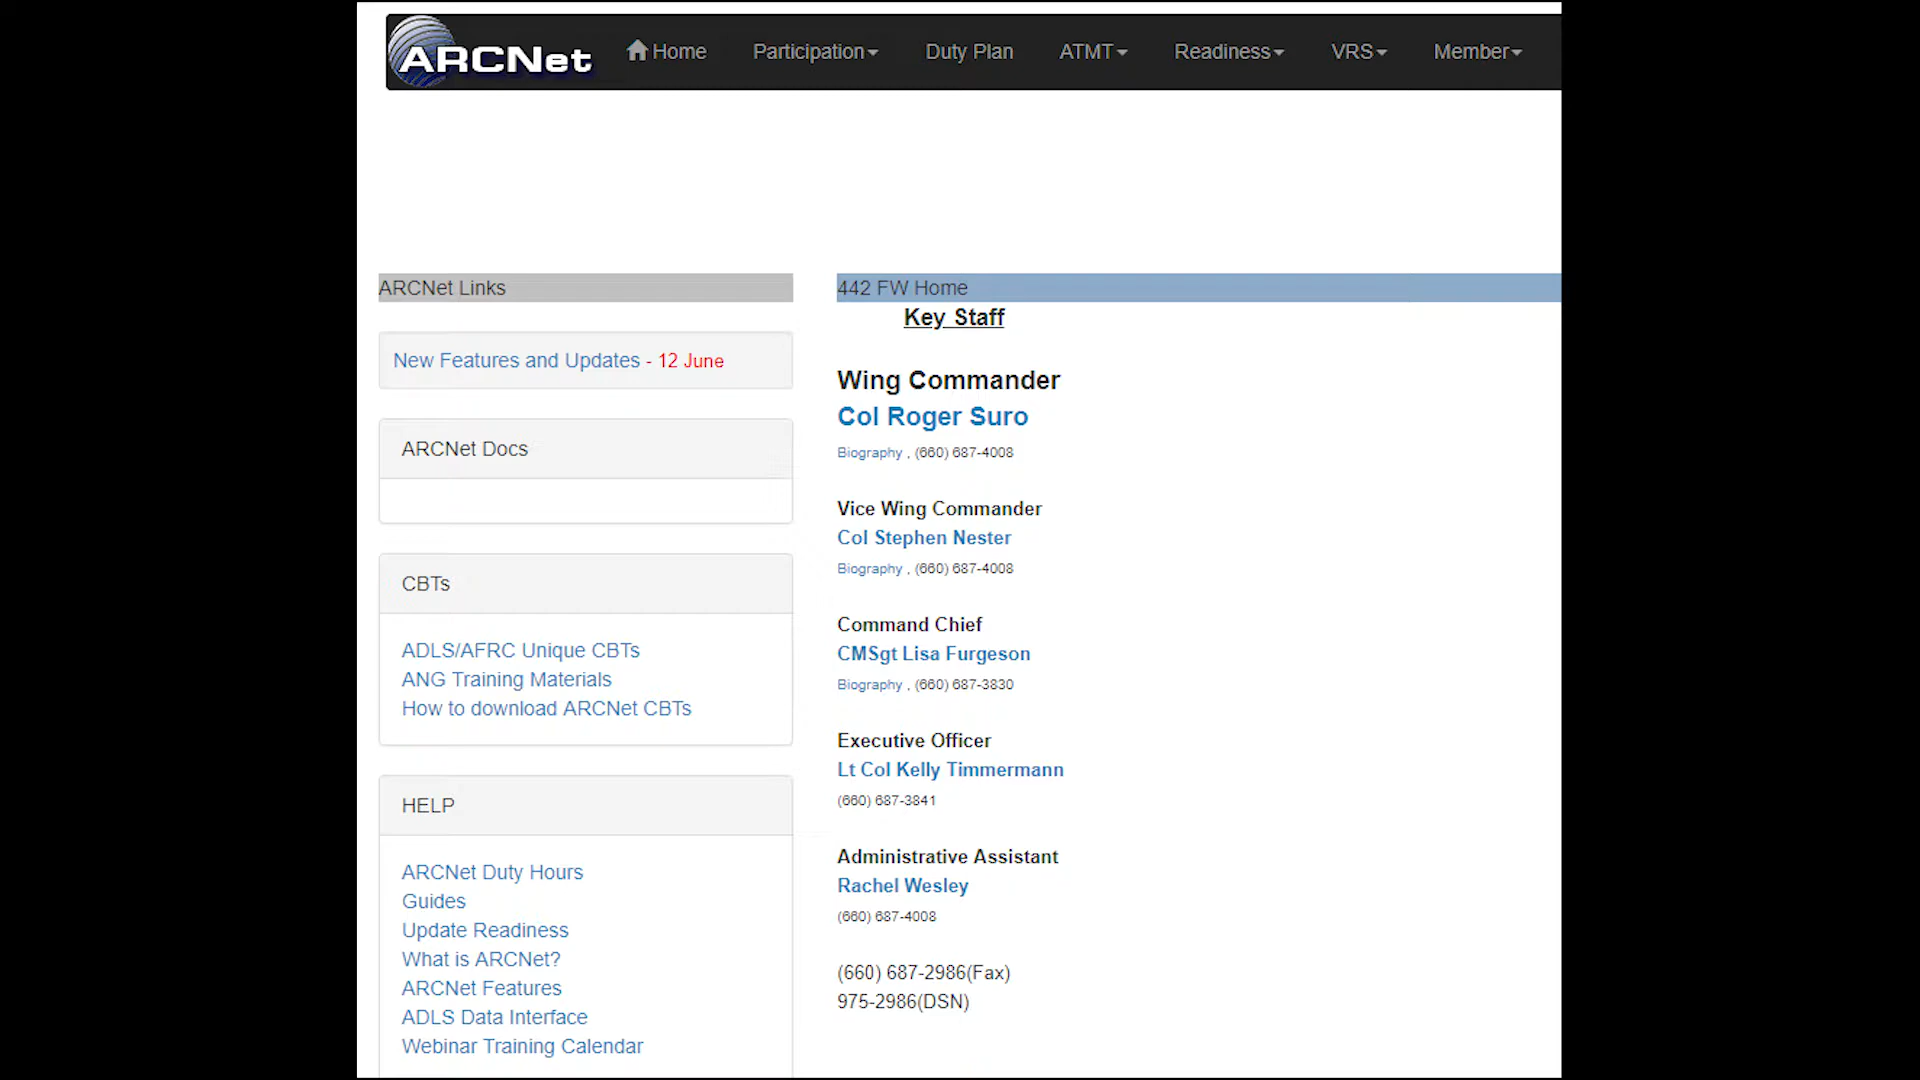 ARCNet Home Participation Duty Plan ATMT Readiness VRS Member
ARCNet Links
New Features and Updates - 12 June
ARCNet Docs
CBTs
ADLS/AFRC Unique CBTs
ANG Training Materials
How to download ARCNet CBTs
HELP
ARCNet Duty Hours
Guides
Update Readiness
What is ARCNet?
ARCNet Features
ADLS Data Interface
Webinar Training Calendar
442 FW Home
Key Staff
Wing Commander
Col Roger Suro
Biography , (660) 687-4008
Vice Wing Commander
Col Stephen Nester
Biography , (660) 687-4008
Command Chief
CMSgt Lisa Furgeson
Biography , (660) 687-3830
Executive Officer
Lt Col Kelly Timmermann
(660) 687-3841
Administrative Assistant
Rachel Wesley
(660) 687-4008
(660) 687-2986(Fax)
975-2986(DSN)